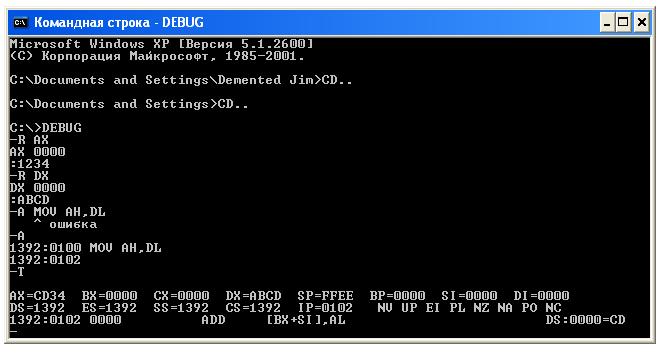 Командная строка - DEBUG
Microsoft Windows XP [Версия 5.1.2600]
(C) Корпорация Майкрософт, 1985-2001.
C:\Documents and Settings\Demented Jim>CD..
C:\Documents and Settings>CD..
C:\>DEBUG
-R AX
AX 0000
:1234
-R DX
DX 0000
:ABCD
-A MOV AH,DL
^ ошибка
-A
1392:0100 MOV AH,DL
1392:0102
-T
AX=CD34 BX=0000 CX=0000 DX=ABCD SP=FFEE BP=0000 SI=0000 DI=0000
DS=1392 ES=1392 SS=1392 CS=1392 IP=0102 NV UP EI PL NZ NA PO NC
1392:0102 0000 ADD [BX+SI],AL DS:0000=CD
-